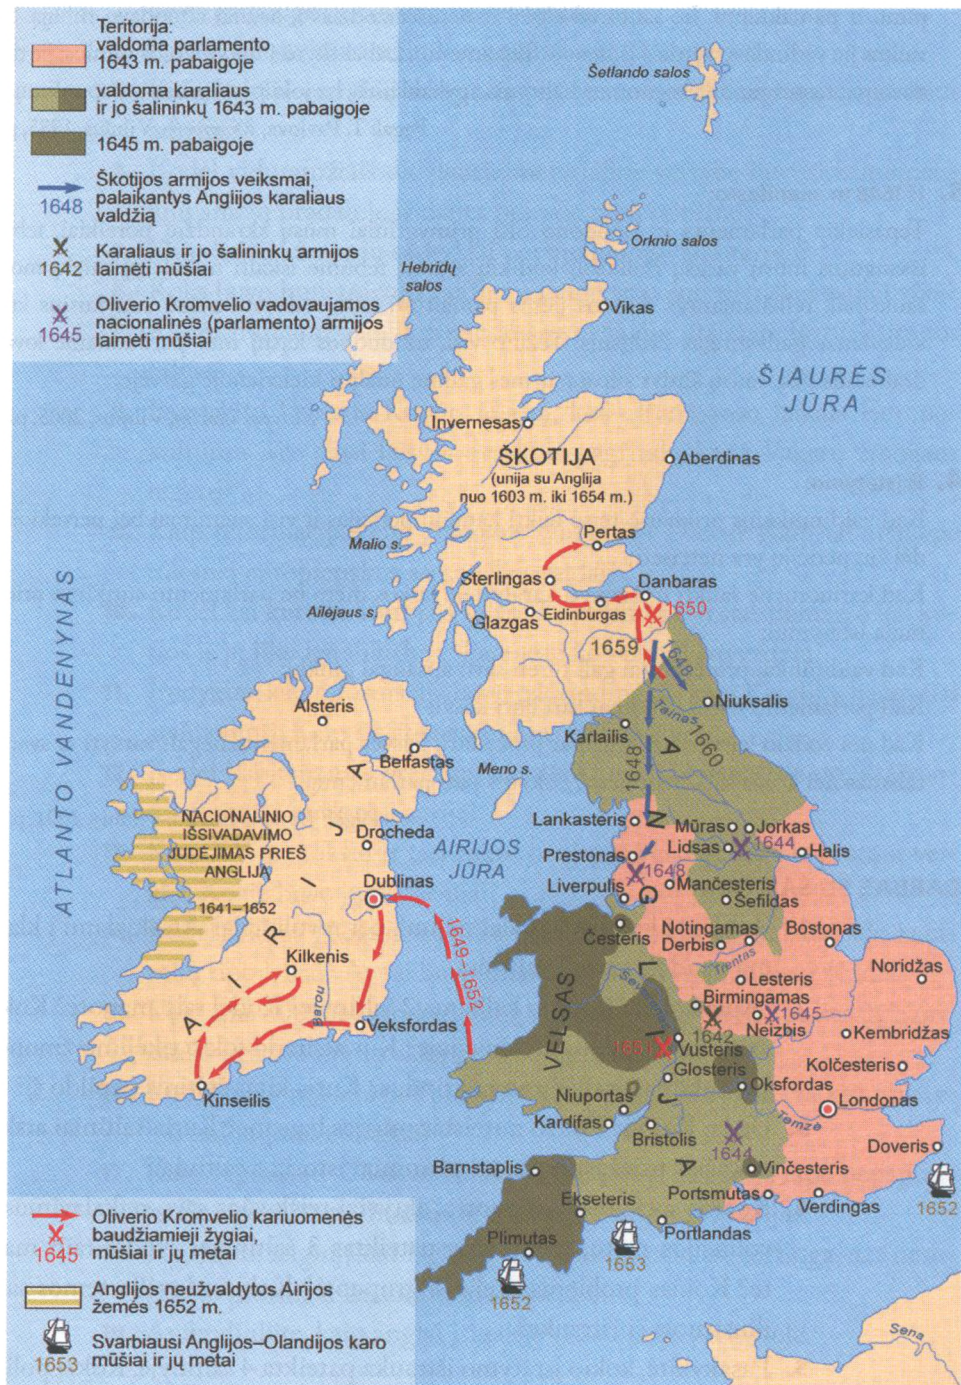 Teritorija:
valdoma parlamento
1643 m. pabaigoje
valdoma karaliaus
ir jo šalininkų 1643 m. pabaigoje
1645 m. pabaigoje
Škotijos armijos veiksmai,
1648
palaikantys Anglijos karaliaus
valdžią
Karaliaus ir jo šalininkų armijos
1642
laimėti mūšiai
Oliverio Kromvelio vadovaujamos
1645
nacionalinės (parlamento) armijos
laimėti mūšiai
Šetlando salos
Orknio salos
Hebridų
salos
Vikas
ŠIAURĖS
JŪRA
Invernesas
ŠKOTIJA
(unija su Anglija
nuo 1603 m. iki 1654 m.)
Aberdinas
Pertas
Malio s.
Sterlingas
Danbaras
Ailėjaus s.
Glazgas
Eidinburgas
1650
1659
1648
ATLANTO VANDENYNAS
Alsteris
Niuksalis
Tainas
Karlailis
1660
Belfastas
Meno s.
1648
NACIONALINIO
IŠSIVADAVIMO
JUDĖJIMAS PRIEŠ
ANGLIJĄ
1641–1652
Drocheda
AIRIJOS
JŪRA
Lankasteris
Mūras
Jorkas
Prestonas
Lidsas
1644
Halis
1648
Dublinas
Liverpulis
Mančesteris
Šefildas
AIRIJA
ANGLIJA
Česteris
Notingamas
Derbis
Bostonas
Trentas
Noridžas
1649–1652
Kilkenis
Lesteris
Barou
VELSAS
Birmingamas
1645
Veksfordas
1642
Neizbis
Kembridžas
1651
Vusteris
Kolčesteris
Glosteris
Kinseilis
Niuportas
Oksfordas
Londonas
Kardifas
Bristolis
Temzė
1644
Doveris
Barnstaplis
Vinčesteris
Ekseteris
Portsmutas
Verdingas
1652
Portlandas
Plimutas
1653
1652
Sena
Oliverio Kromvelio kariuomenės
baudžiamieji žygiai,
1645
mūšiai ir jų metai
Anglijos neužvaldytos Airijos
žemės 1652 m.
Svarbiausi Anglijos–Olandijos karo
1653
mūšiai ir jų metai